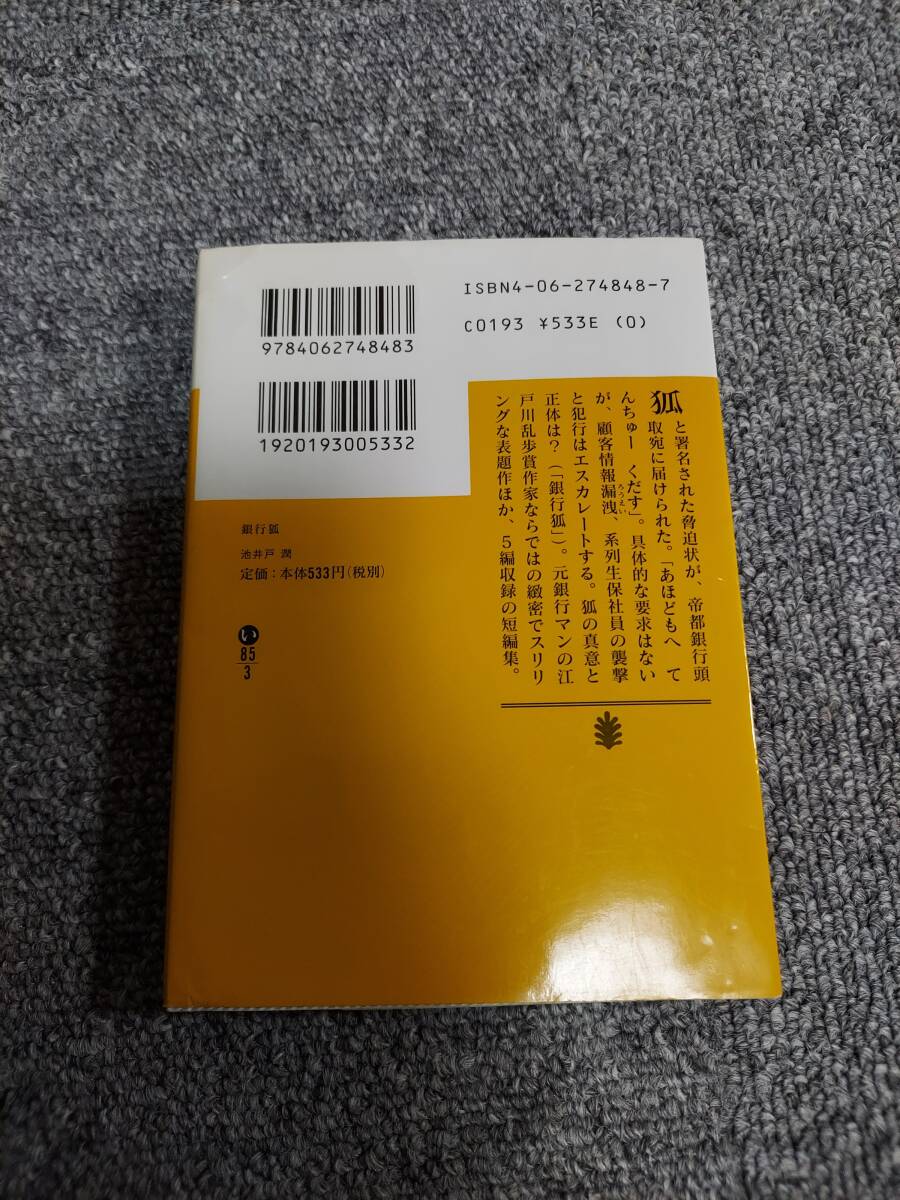 ISBN4-06-274848-7
C0193 ¥533E (0)
9784062748483
1920193005332
狐と署名された脅迫状が、帝都銀行頭
取宛に届けられた。「あほどもへ　て
んちゅー　くだす」。具体的な要求はない
が、顧客情報漏洩、系列生保社員の襲撃
ろうえい
と犯行はエスカレートする。狐の真意と
正体は？（「銀行狐」）。元銀行マンの江
戸川乱歩賞作家ならではの緻密でスリリ
ングな表題作ほか、５編収録の短編集。
銀行狐
池井戸 潤
定価：本体533円（税別）
い
85
3